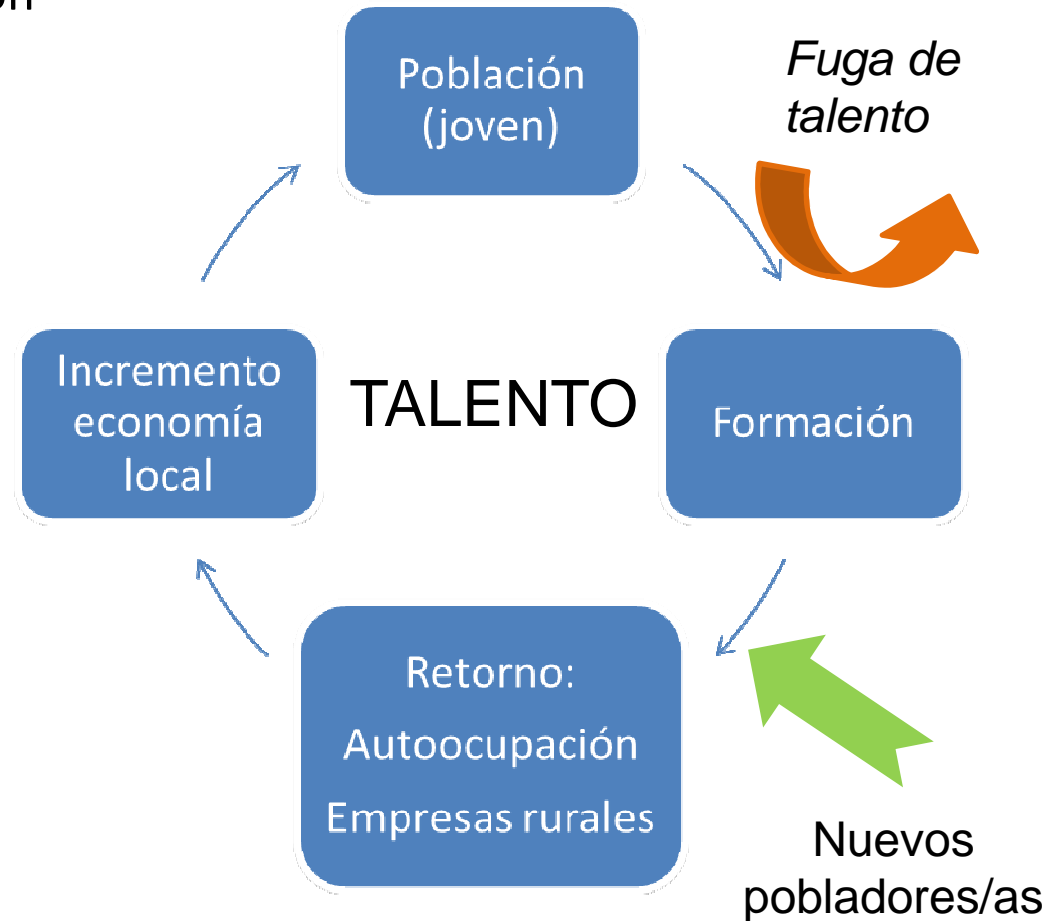 Población
(joven)
Fuga de
talento
Incremento
economía
local
TALENTO
Formación
Retorno:
Autoocupación
Empresas rurales
Nuevos
pobladores/as